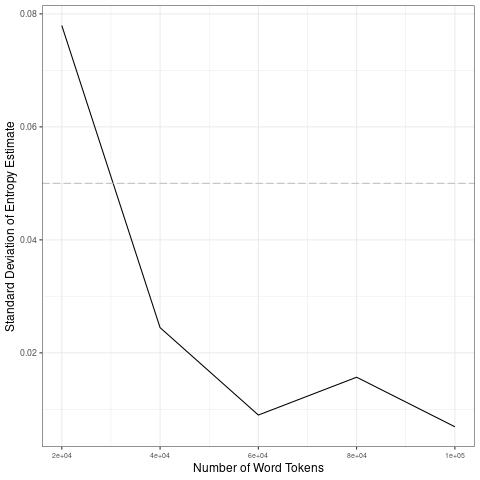 Standard Deviation of Entropy Estimate
0.08
0.06
0.04
0.02
2e+04 4e+04 6e+04 8e+04 1e+05
Number of Word Tokens